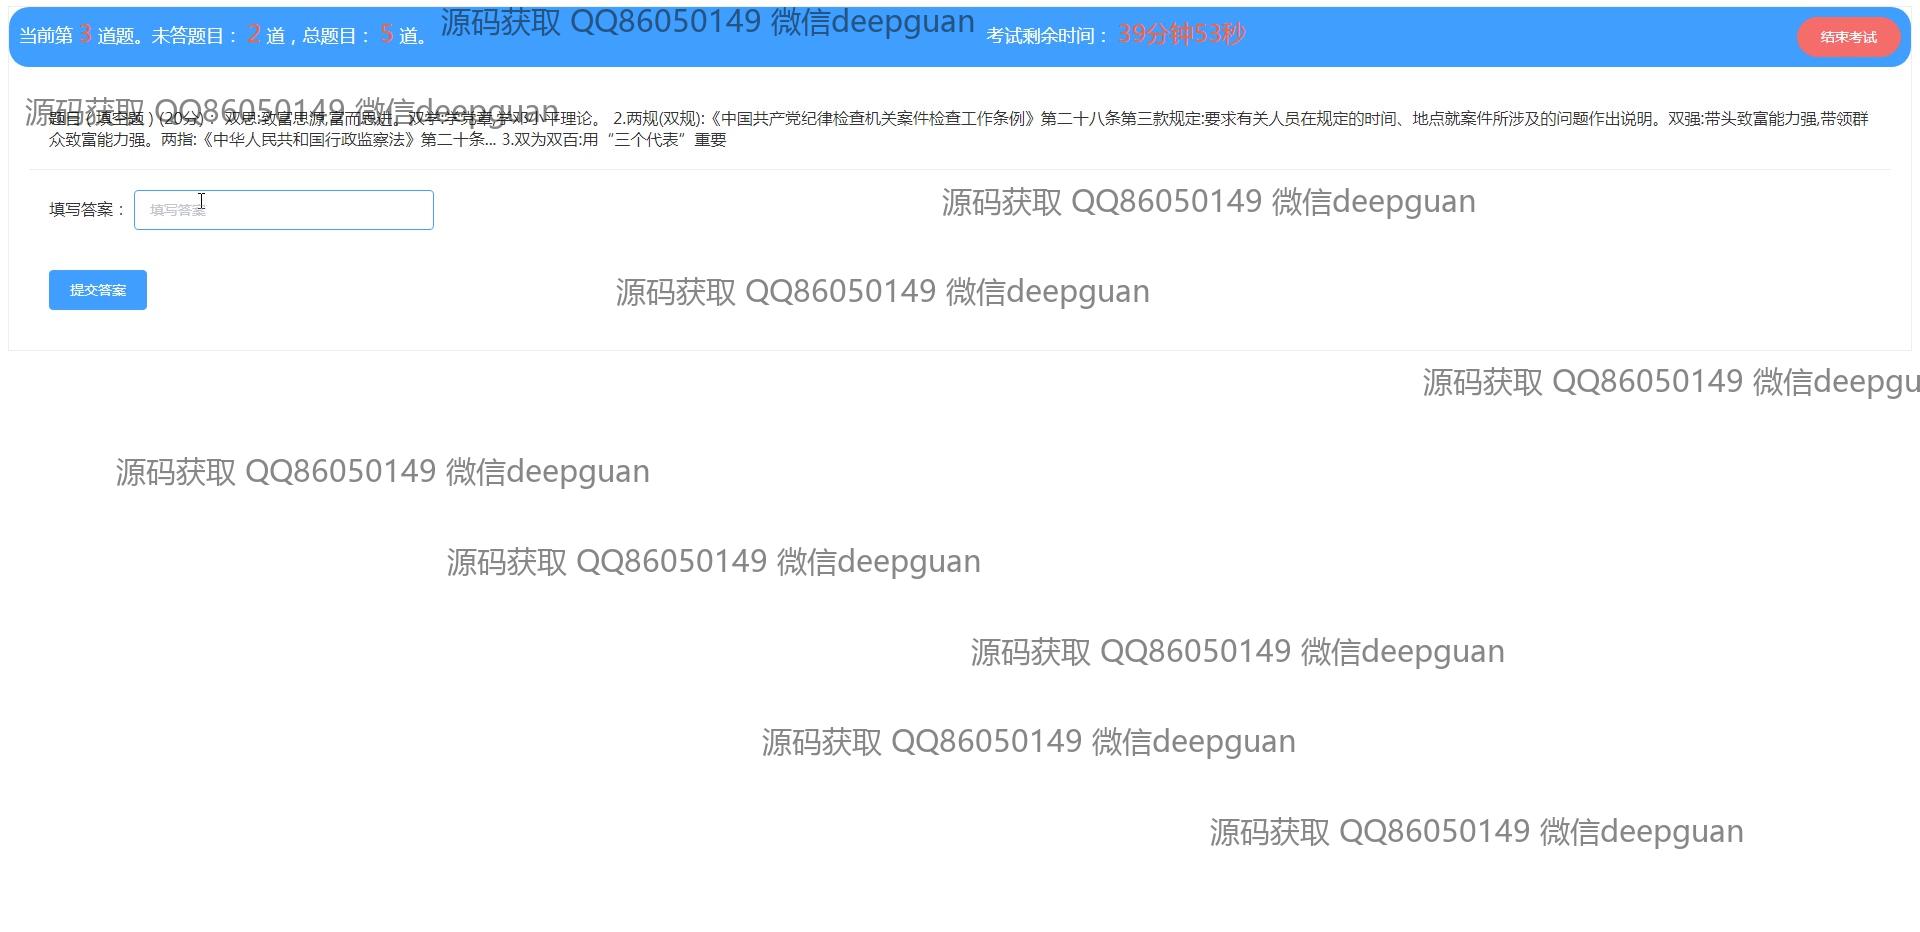 当前第 3 道题。未答题目： 2 道，总题目： 5 道。 考试剩余时间： 39分钟53秒 结束考试
源码获取 QQ86050149 微信deepguan
源码获取 QQ86050149 微信deepguan
题目 ( 填空题 ) (20分)： 双思:致富思源,富而思进。双学:学党章,学邓小平理论。 2.两规(双规):《中国共产党纪律检查机关案件检查工作条例》第二十八条第三款规定:要求有关人员在规定的时间、地点就案件所涉及的问题作出说明。双强:带头致富能力强,带领群
众致富能力强。两指:《中华人民共和国行政监察法》第二十条... 3.双为双百:用“三个代表”重要
源码获取 QQ86050149 微信deepguan
填写答案： 填写答案
源码获取 QQ86050149 微信deepguan
提交答案
源码获取 QQ86050149 微信deepgu
源码获取 QQ86050149 微信deepguan
源码获取 QQ86050149 微信deepguan
源码获取 QQ86050149 微信deepguan
源码获取 QQ86050149 微信deepguan
源码获取 QQ86050149 微信deepguan